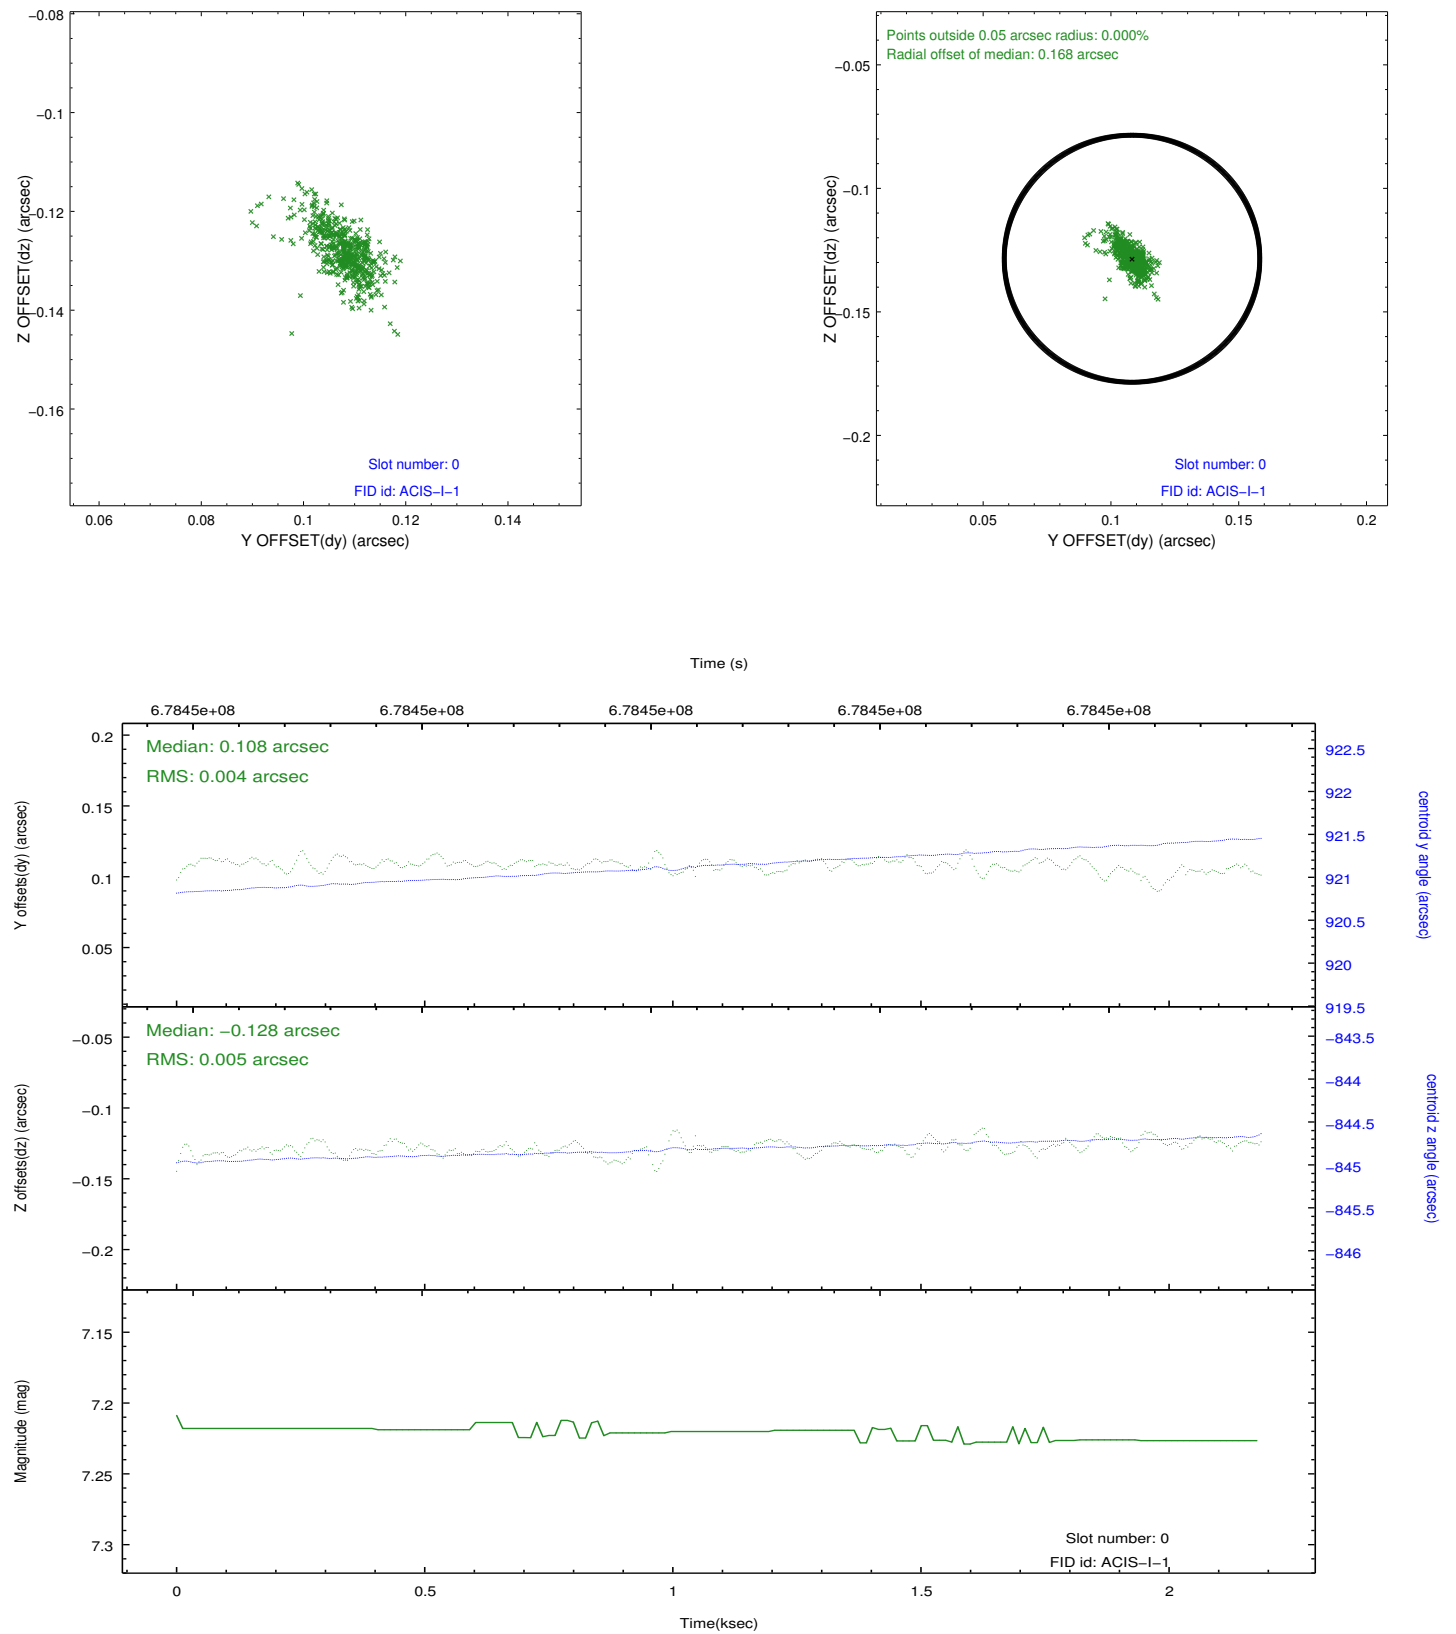 −0.08
−0.1
−0.12
−0.14
−0.16
Z OFFSET(dz) (arcsec)
Slot number: 0
FID id: ACIS−I−1
0.06 0.08 0.1 0.12 0.14
Y OFFSET(dy) (arcsec)
Points outside 0.05 arcsec radius: 0.000%
Radial offset of median: 0.168 arcsec
−0.05
−0.1
−0.15
−0.2
Z OFFSET(dz) (arcsec)
Slot number: 0
FID id: ACIS−I−1
0.05 0.1 0.15 0.2
Y OFFSET(dy) (arcsec)
Time (s)
6.7845e+08 6.7845e+08 6.7845e+08 6.7845e+08 6.7845e+08
Median: 0.108 arcsec
RMS: 0.004 arcsec
0.2
0.15
0.1
0.05
Y offsets(dy) (arcsec)
922.5
922
921.5
921
920.5
920
919.5
centroid y angle (arcsec)
Median: −0.128 arcsec
RMS: 0.005 arcsec
−0.05
−0.1
−0.15
−0.2
Z offsets(dz) (arcsec)
−843.5
−844
−844.5
−845
−845.5
−846
centroid z angle (arcsec)
7.15
7.2
7.25
7.3
Magnitude (mag)
Slot number: 0
FID id: ACIS−I−1
0 0.5 1 1.5 2
Time(ksec)